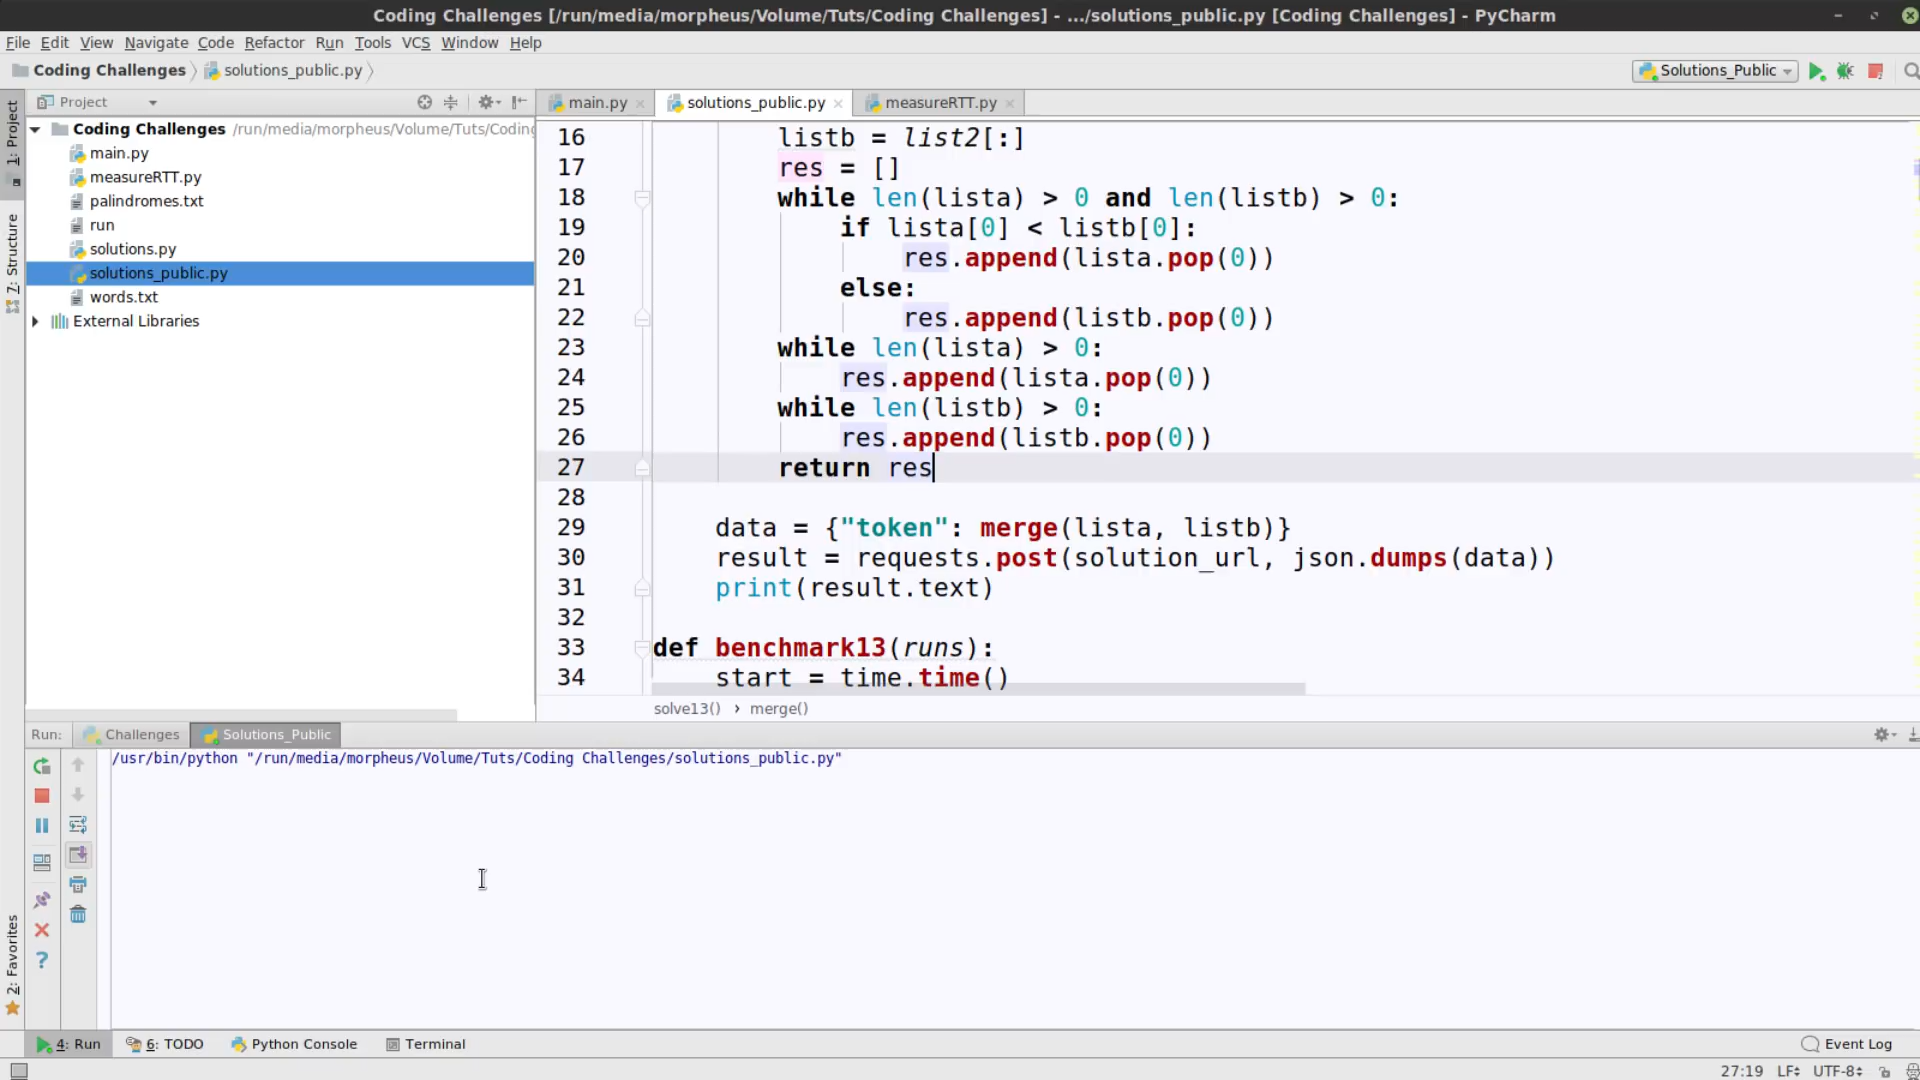 Coding Challenges [/run/media/morpheus/Volume/Tuts/Coding Challenges] - .../solutions_public.py [Coding Challenges] - PyCharm
File Edit View Navigate Code Refactor Run Tools VCS Window Help
Coding Challenges solutions_public.py
Solutions_Public
1: Project
7: Structure
2: Favorites
Project
Coding Challenges /run/media/morpheus/Volume/Tuts/Coding
main.py
measureRTT.py
palindromes.txt
run
solutions.py
solutions_public.py
words.txt
External Libraries
main.py solutions_public.py measureRTT.py
16 listb = list2[:]
17 res = []
18 while len(lista) > 0 and len(listb) > 0:
19 if lista[0] < listb[0]:
20 res.append(lista.pop(0))
21 else:
22 res.append(listb.pop(0))
23 while len(lista) > 0:
24 res.append(lista.pop(0))
25 while len(listb) > 0:
26 res.append(listb.pop(0))
27 return res
28
29 data = {"token": merge(lista, listb)}
30 result = requests.post(solution_url, json.dumps(data))
31 print(result.text)
32
33 def benchmark13(runs):
34 start = time.time()
solve13() › merge()
Run: Challenges Solutions_Public
/usr/bin/python "/run/media/morpheus/Volume/Tuts/Coding Challenges/solutions_public.py"
4: Run 6: TODO Python Console Terminal Event Log
27:19 LF UTF-8